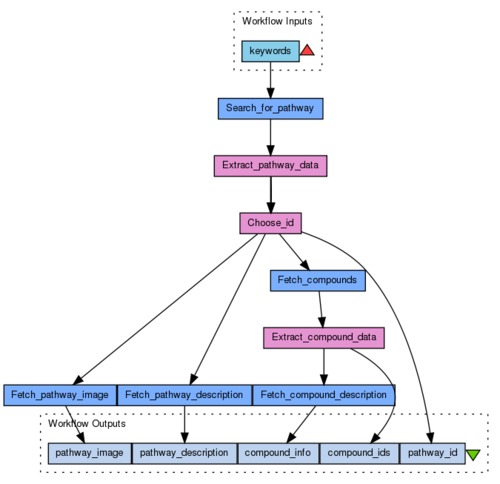 Workflow Inputs
keywords
Search_for_pathway
Extract_pathway_data
Choose_id
Fetch_compounds
Extract_compound_data
Fetch_pathway_image
Fetch_pathway_description
Fetch_compound_description
Workflow Outputs
pathway_image
pathway_description
compound_info
compound_ids
pathway_id